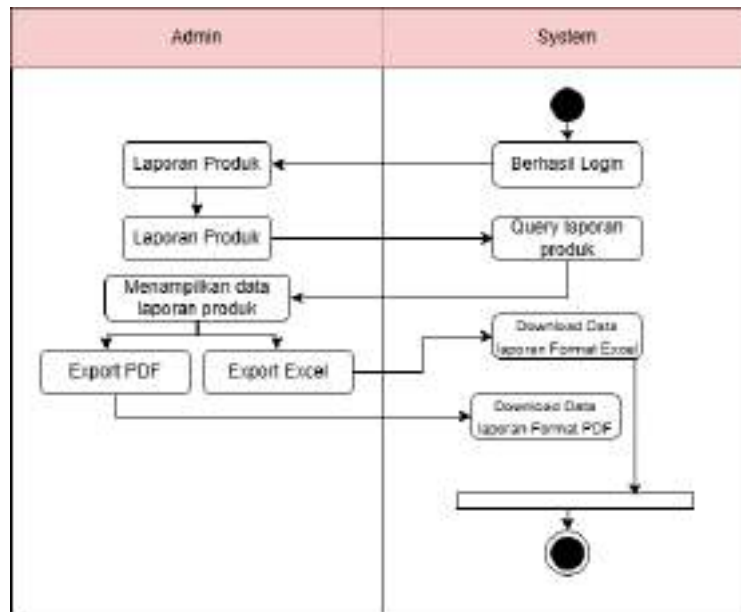 Admin
System
Berhasil Login
Laporan Produk
Laporan Produk
Query laporan
produk
Menampilkan data
laporan produk
Export PDF
Export Excel
Download Data
laporan Format Excel
Download Data
laporan Format PDF